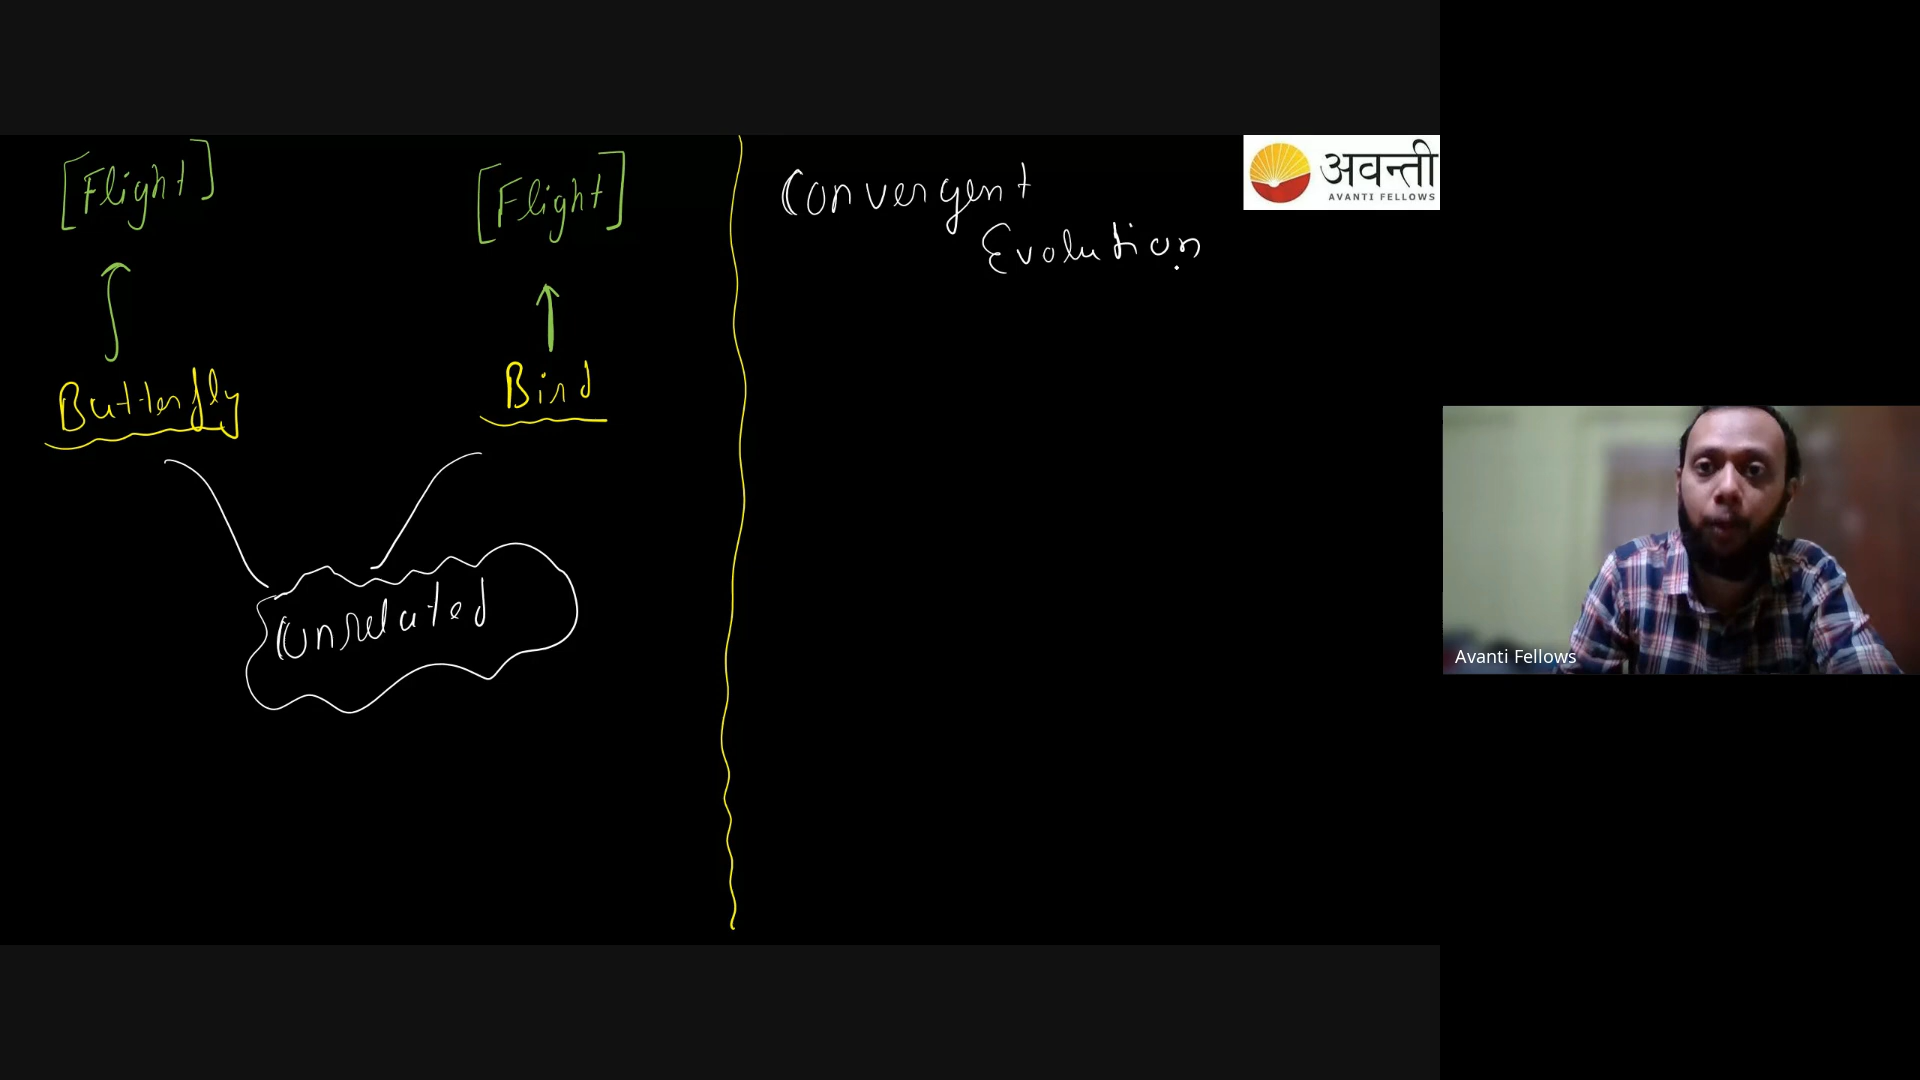 [Flight]
[Flight]
Butterfly
Bird
Unrelated
Convergent
Evolution
अवन्ती
AVANTI FELLOWS
Avanti Fellows